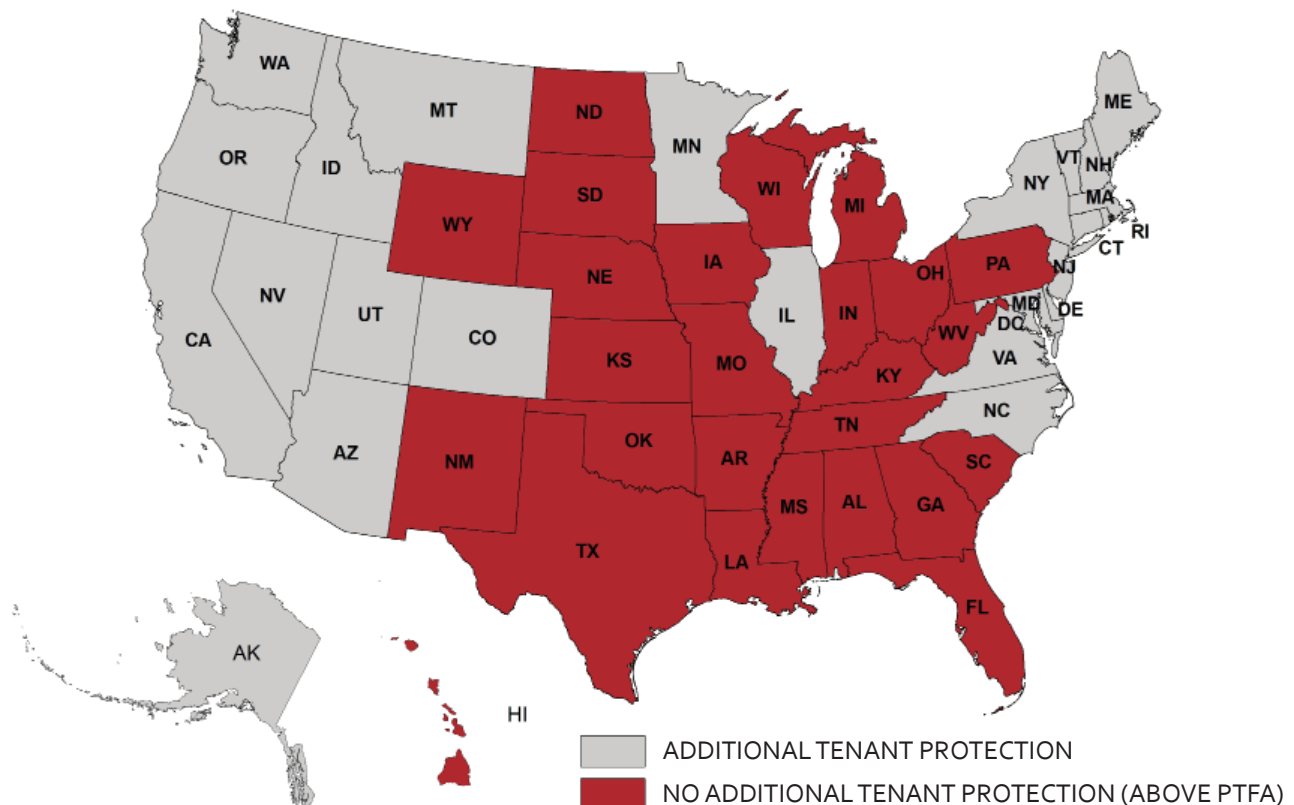 WA
MT
ND
MN
ME
OR
ID
SD
WI
MI
VT
NH
NY
MA
RI
WY
CT
IA
NE
OH
PA
NJ
NV
UT
CO
IL
IN
MD
DE
DC
WV
VA
CA
KS
MO
KY
AZ
NM
OK
AR
TN
NC
SC
MS
AL
GA
TX
LA
FL
AK
HI
ADDITIONAL TENANT PROTECTION
NO ADDITIONAL TENANT PROTECTION (ABOVE PTFA)